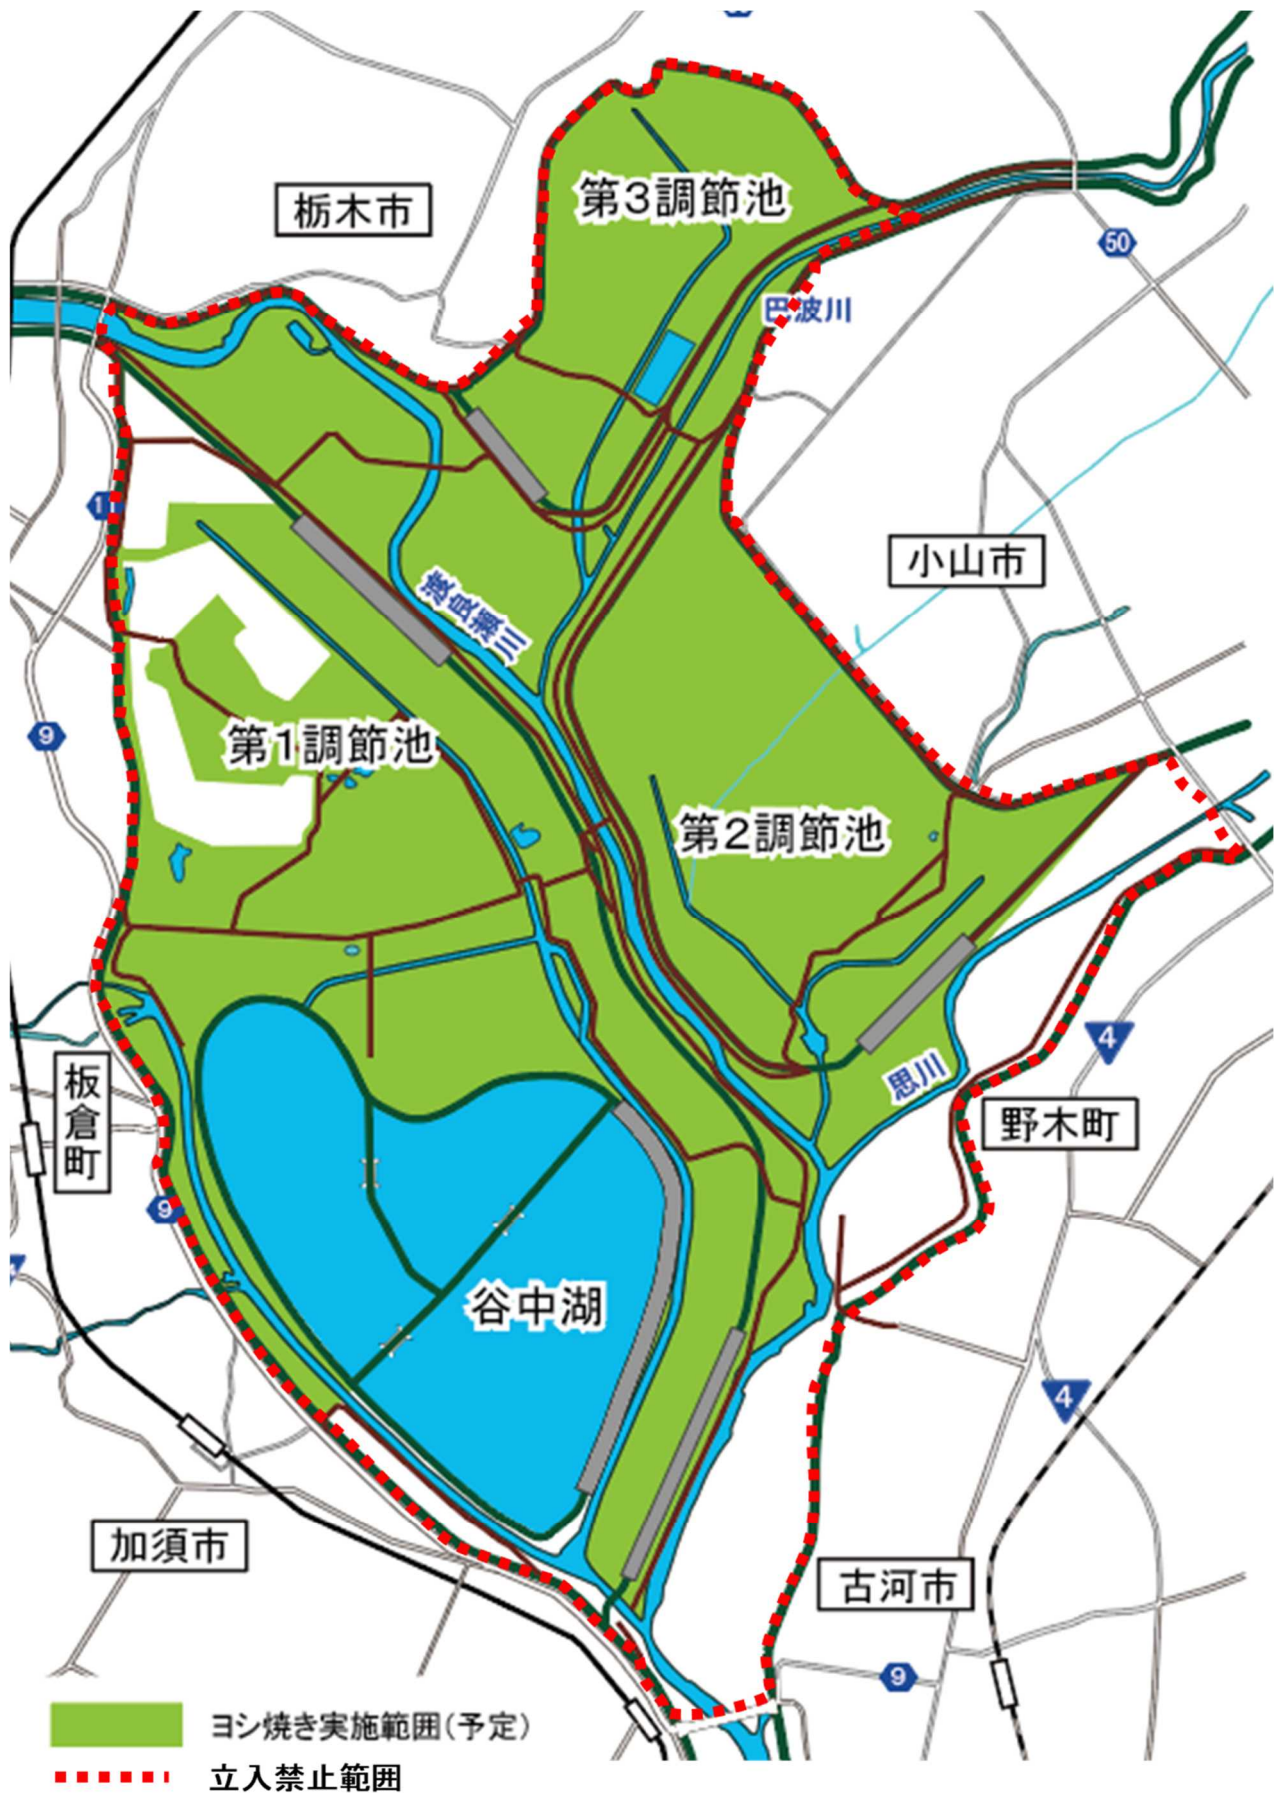 第3調節池
栃木市
50
巴波川
小山市
渡良瀬川
9
第1調節池
第2調節池
4
思川
板倉町
野木町
9
谷中湖
4
加須市
古河市
9
ヨシ焼き実施範囲(予定)
立入禁止範囲